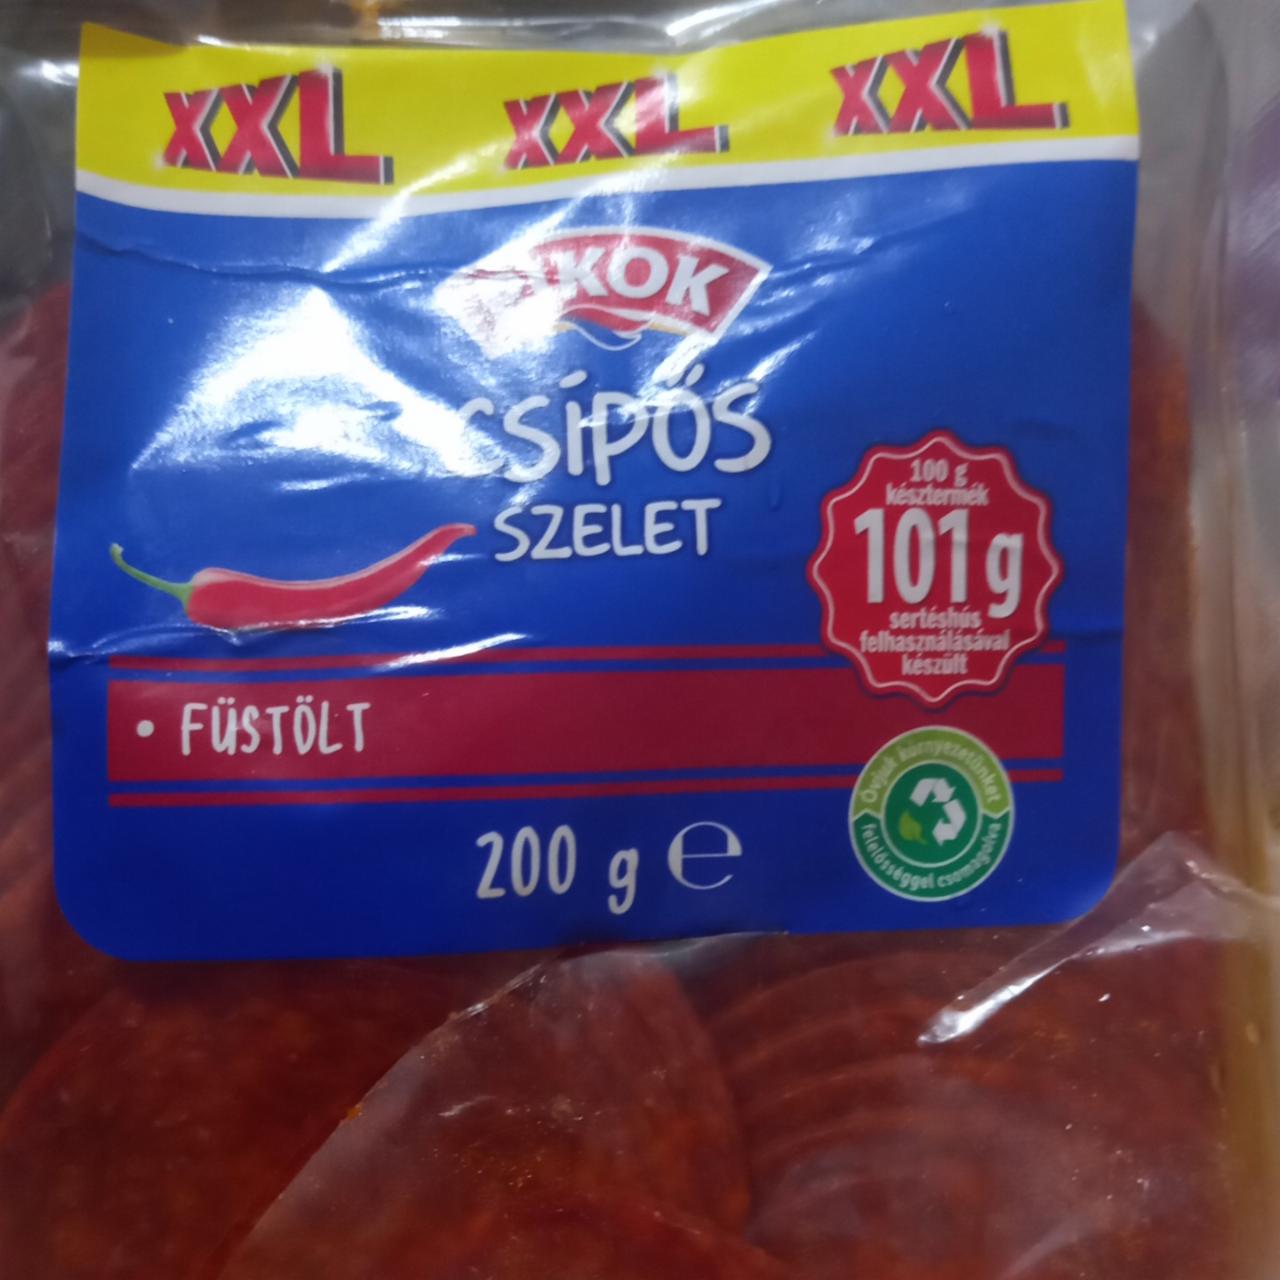 XXL XXL XXL
KOK
CSÍPŐS
SZELET
100 g
késztermék
101 g
sertéshús
felhasználásával
készült
• FÜSTÖLT
Óvjuk környezetünket
felelősséggel csomagolva
200 g ℮